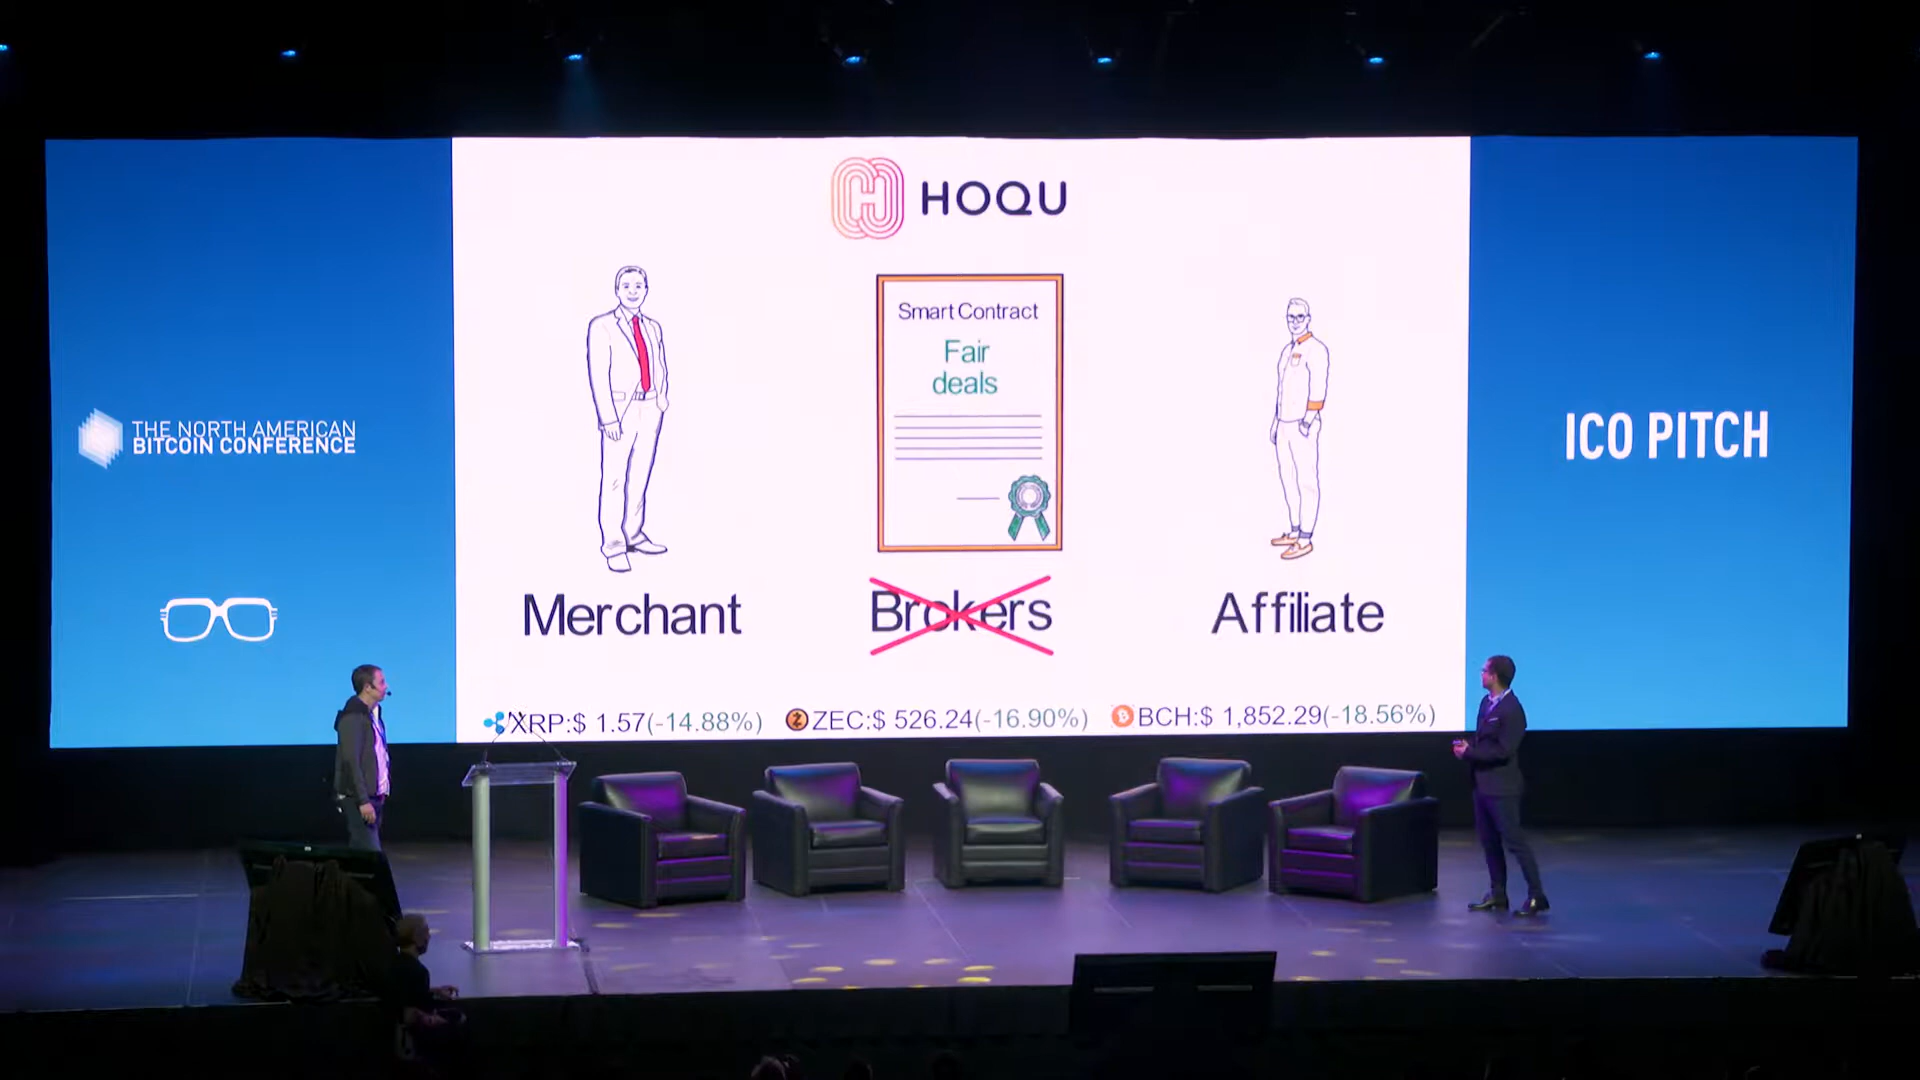 HOQU
Smart Contract
Fair
deals
THE NORTH AMERICAN
BITCOIN CONFERENCE
ICO PITCH
Merchant
Brokers
Affiliate
XRP:$ 1.57(-14.88%)
ZEC:$ 526.24(-16.90%)
BCH:$ 1,852.29(-18.56%)